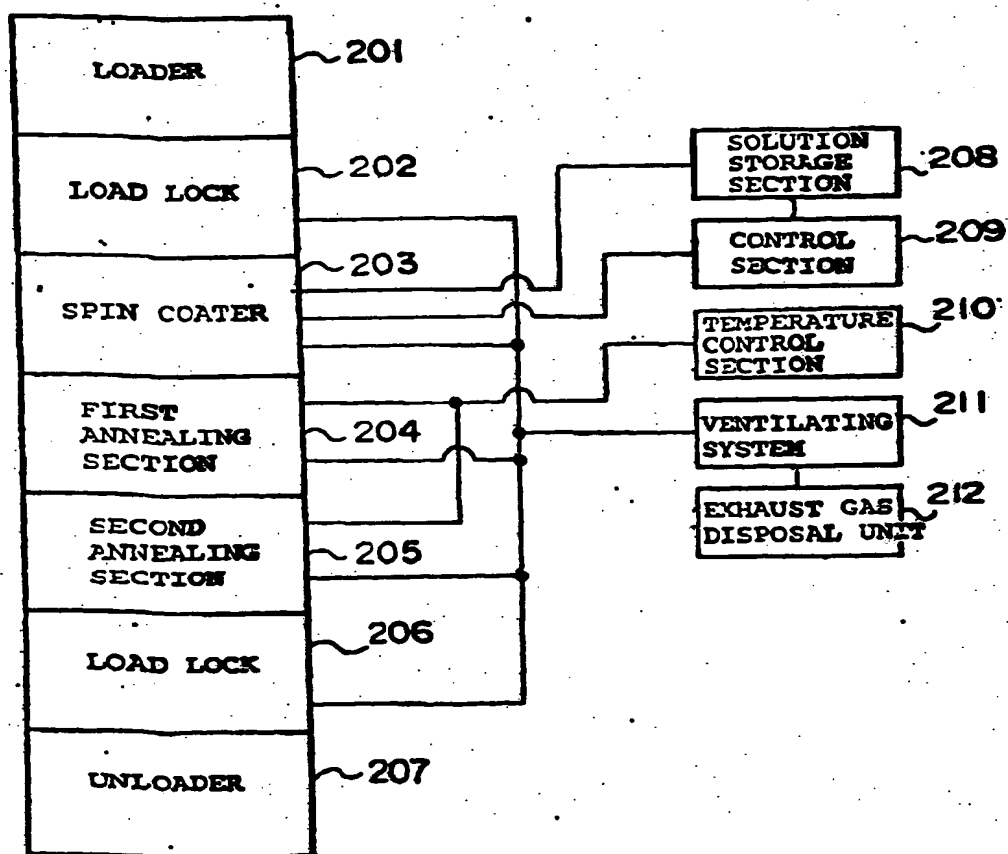 LOADER
201
LOAD LOCK
202
SPIN COATER
203
FIRST
ANNEALING
SECTION
204
SECOND
ANNEALING
SECTION
205
LOAD LOCK
206
UNLOADER
207
SOLUTION
STORAGE
SECTION
208
CONTROL
SECTION
209
TEMPERATURE
CONTROL
SECTION
210
VENTILATING
SYSTEM
211
EXHAUST GAS
DISPOSAL UNIT
212